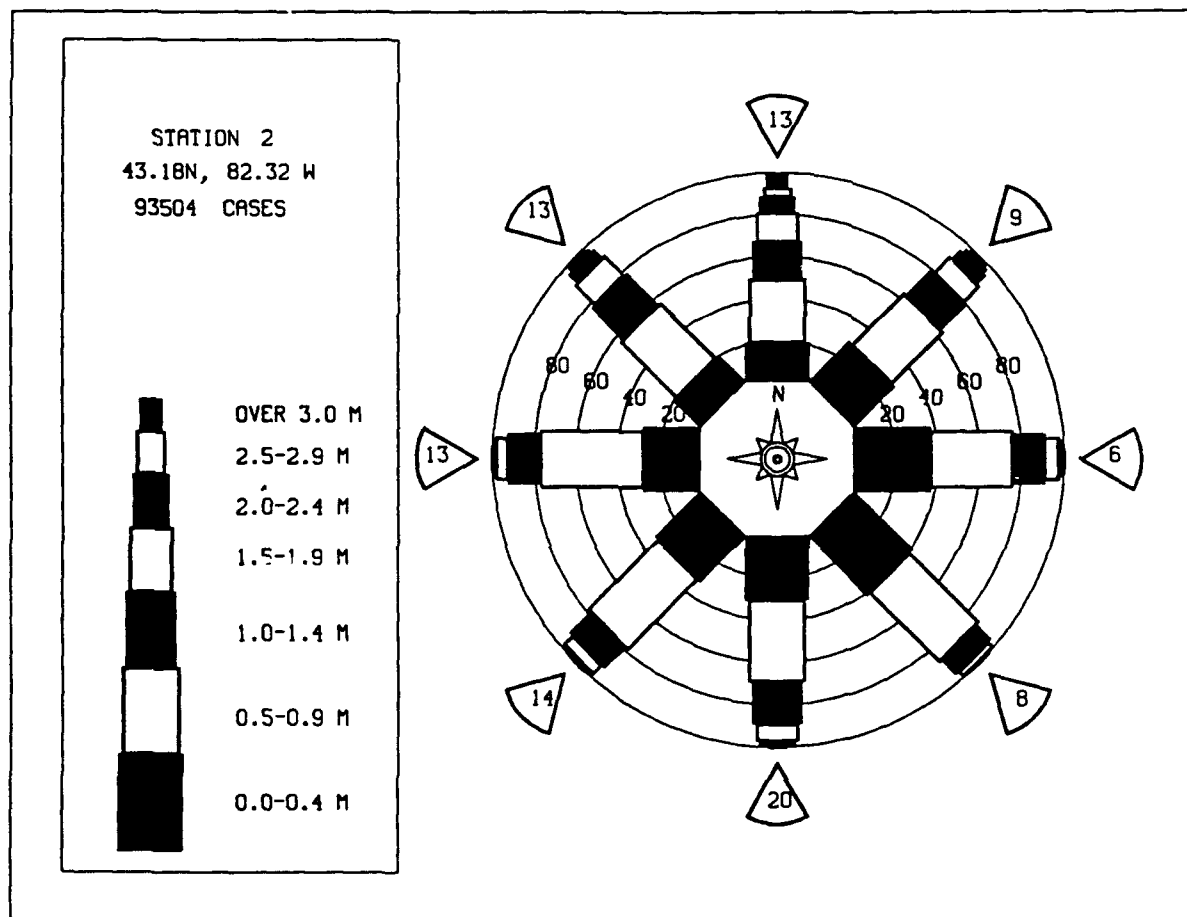 STATION 2
43.18N, 82.32 W
93504 CASES
OVER 3.0 M
2.5-2.9 M
2.0-2.4 M
1.5-1.9 M
1.0-1.4 M
0.5-0.9 M
0.0-0.4 M
13
13
9
80
60
40
20
N
20
40
60
80
13
6
14
8
20